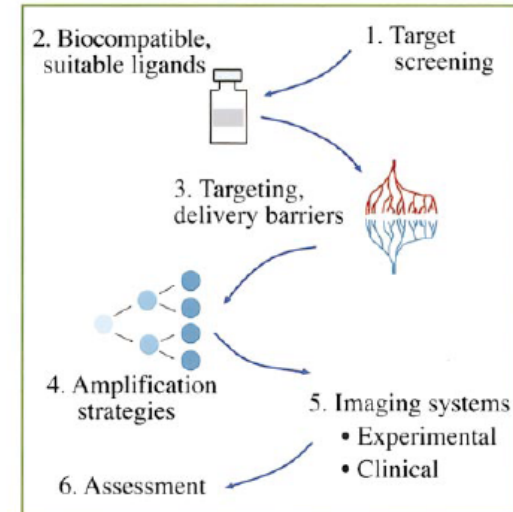 1. Target
screening
2. Biocompatible,
suitable ligands
3. Targeting,
delivery barriers
4. Amplification
strategies
5. Imaging systems
• Experimental
• Clinical
6. Assessment